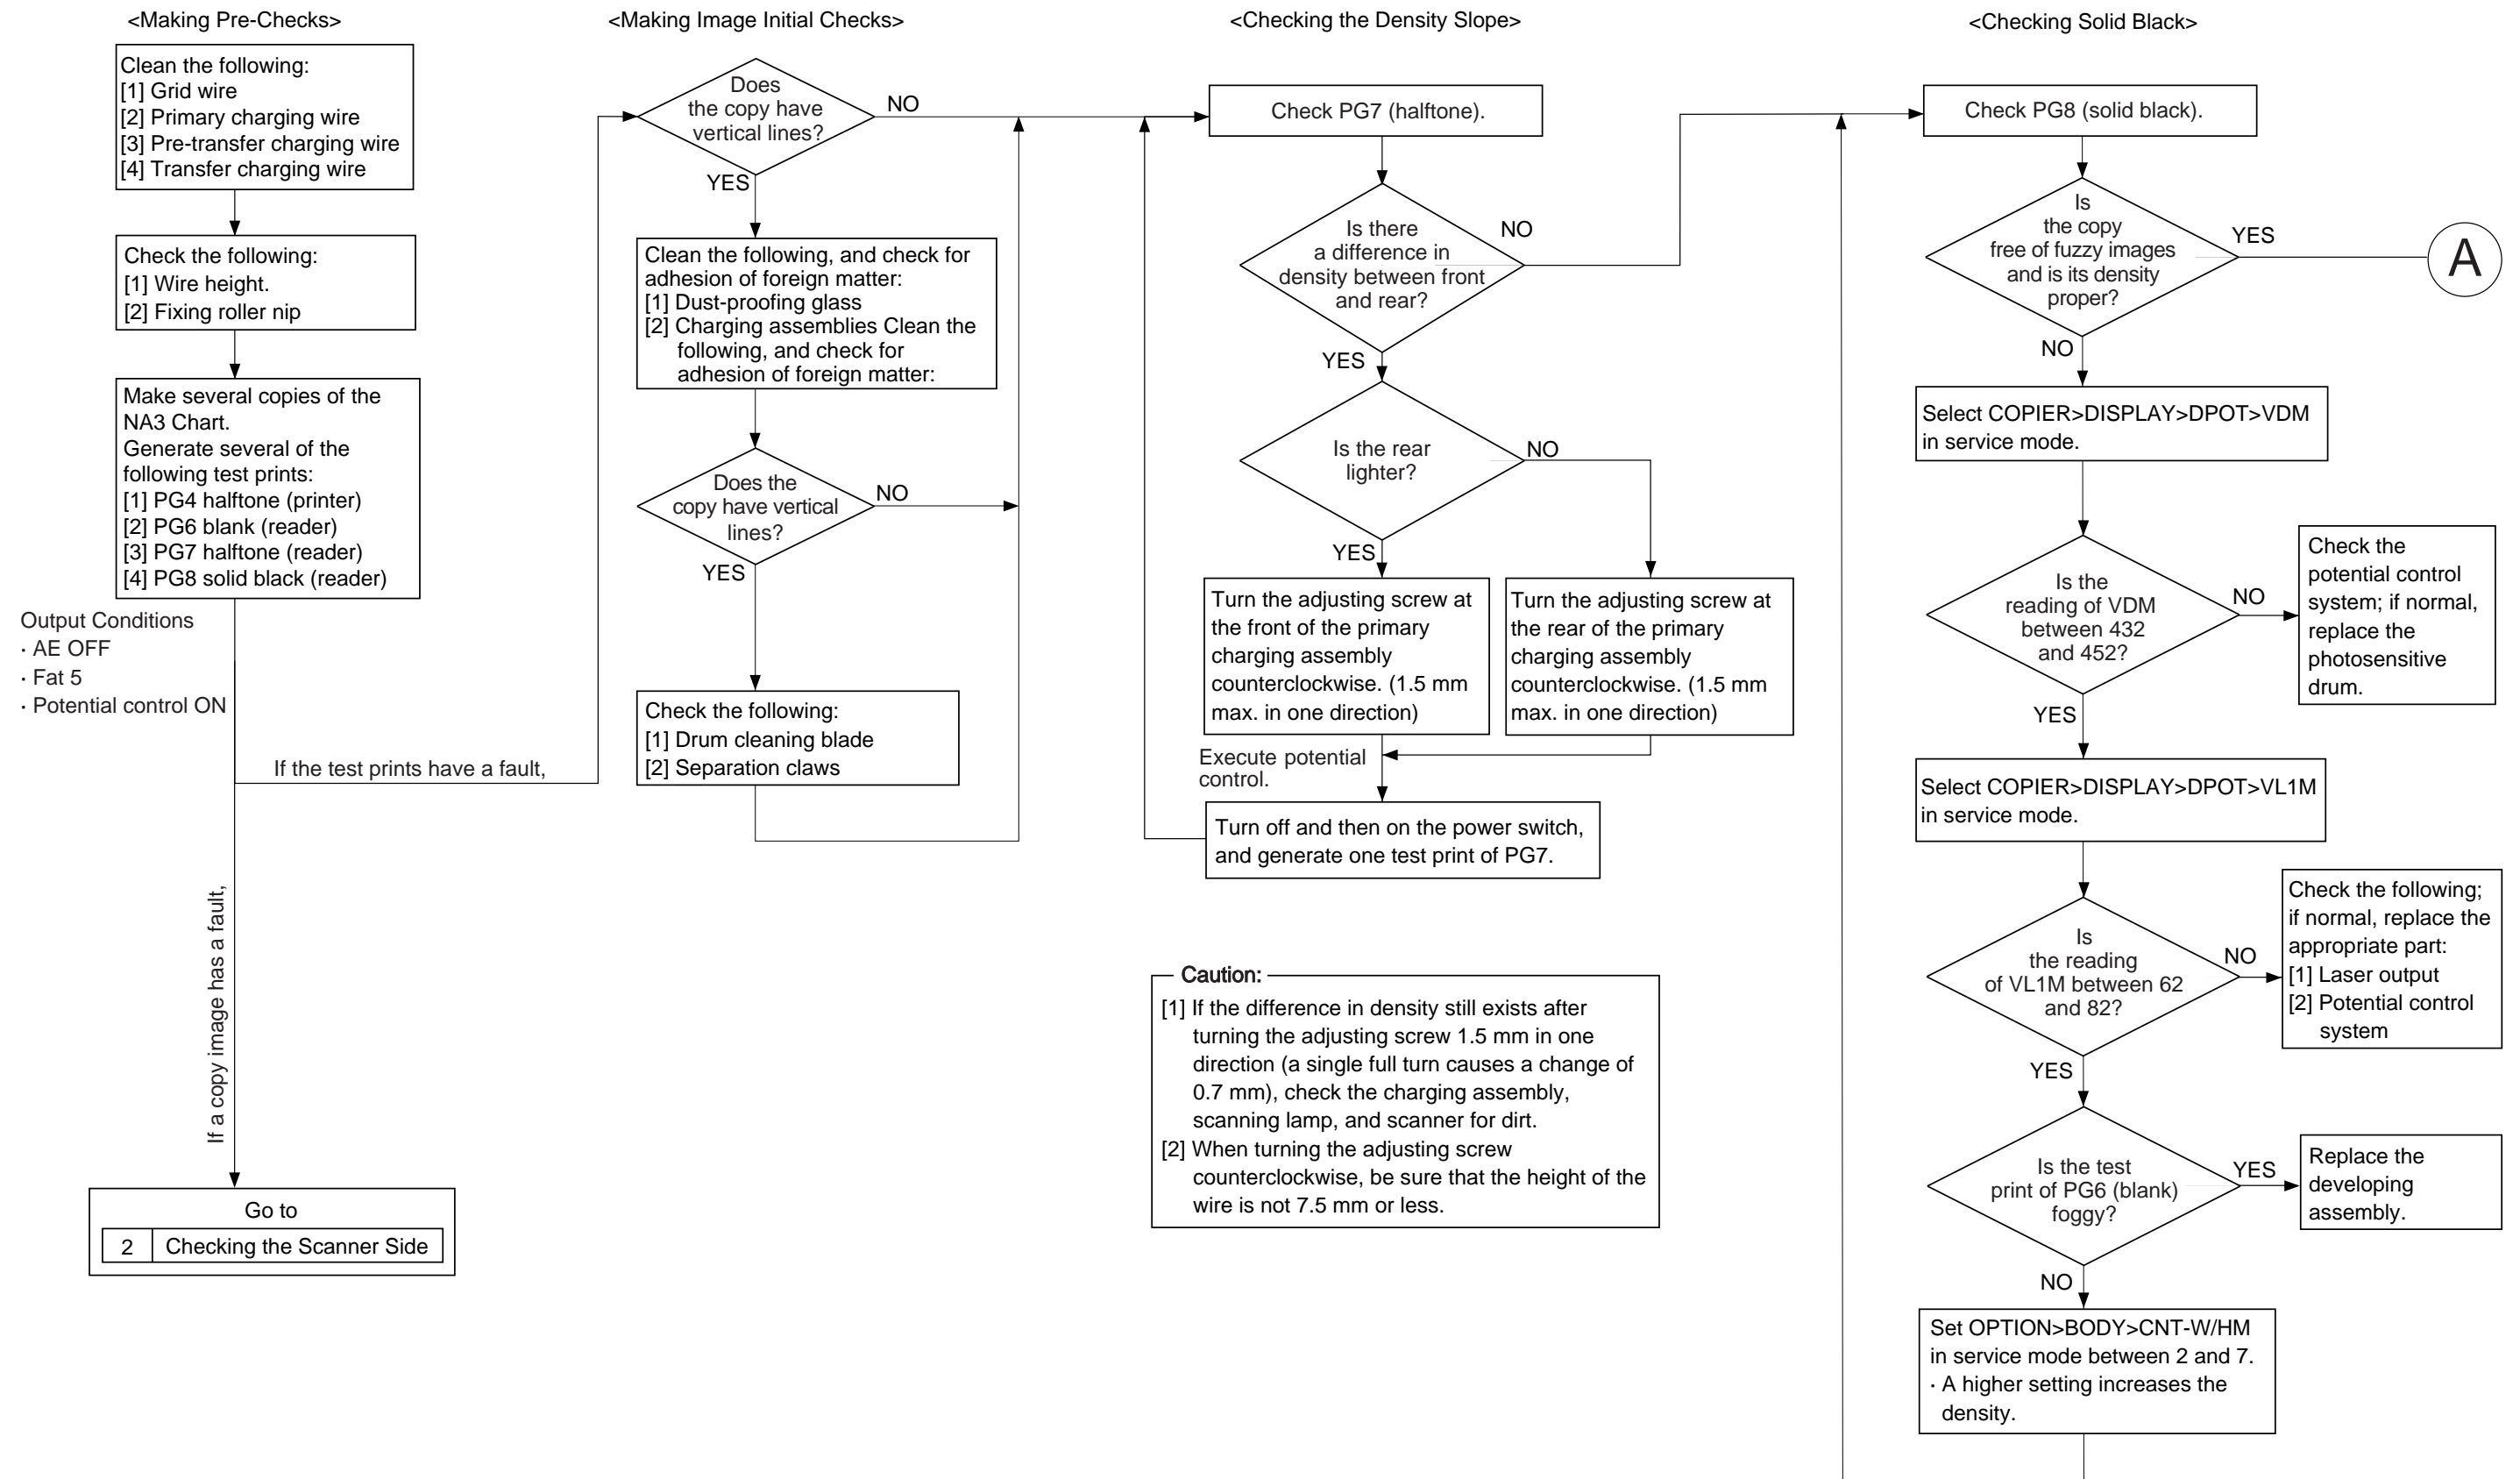 <Making Pre-Checks>
Clean the following:
[1] Grid wire
[2] Primary charging wire
[3] Pre-transfer charging wire
[4] Transfer charging wire
Check the following:
[1] Wire height.
[2] Fixing roller nip
Make several copies of the
NA3 Chart.
Generate several of the
following test prints:
[1] PG4 halftone (printer)
[2] PG6 blank (reader)
[3] PG7 halftone (reader)
[4] PG8 solid black (reader)
Output Conditions
· AE OFF
· Fat 5
· Potential control ON
If the test prints have a fault,
If a copy image has a fault,
Go to
2 Checking the Scanner Side
<Making Image Initial Checks>
Does
the copy have
vertical lines?
NO
YES
Clean the following, and check for
adhesion of foreign matter:
[1] Dust-proofing glass
[2] Charging assemblies Clean the
following, and check for
adhesion of foreign matter:
Does the
copy have vertical
lines?
NO
YES
Check the following:
[1] Drum cleaning blade
[2] Separation claws
<Checking the Density Slope>
Check PG7 (halftone).
Is there
a difference in
density between front
and rear?
NO
YES
Is the rear
lighter?
NO
YES
Turn the adjusting screw at
the front of the primary
charging assembly
counterclockwise. (1.5 mm
max. in one direction)
Turn the adjusting screw at
the rear of the primary
charging assembly
counterclockwise. (1.5 mm
max. in one direction)
Execute potential
control.
Turn off and then on the power switch,
and generate one test print of PG7.
Caution:
[1] If the difference in density still exists after
turning the adjusting screw 1.5 mm in one
direction (a single full turn causes a change of
0.7 mm), check the charging assembly,
scanning lamp, and scanner for dirt.
[2] When turning the adjusting screw
counterclockwise, be sure that the height of the
wire is not 7.5 mm or less.
<Checking Solid Black>
Check PG8 (solid black).
Is
the copy
free of fuzzy images
and is its density
proper?
YES
A
NO
Select COPIER>DISPLAY>DPOT>VDM
in service mode.
Is the
reading of VDM
between 432
and 452?
NO
Check the
potential control
system; if normal,
replace the
photosensitive
drum.
YES
Select COPIER>DISPLAY>DPOT>VL1M
in service mode.
Is
the reading
of VL1M between 62
and 82?
NO
Check the following;
if normal, replace the
appropriate part:
[1] Laser output
[2] Potential control
system
YES
Is the test
print of PG6 (blank)
foggy?
YES
Replace the
developing
assembly.
NO
Set OPTION>BODY>CNT-W/HM
in service mode between 2 and 7.
· A higher setting increases the
density.